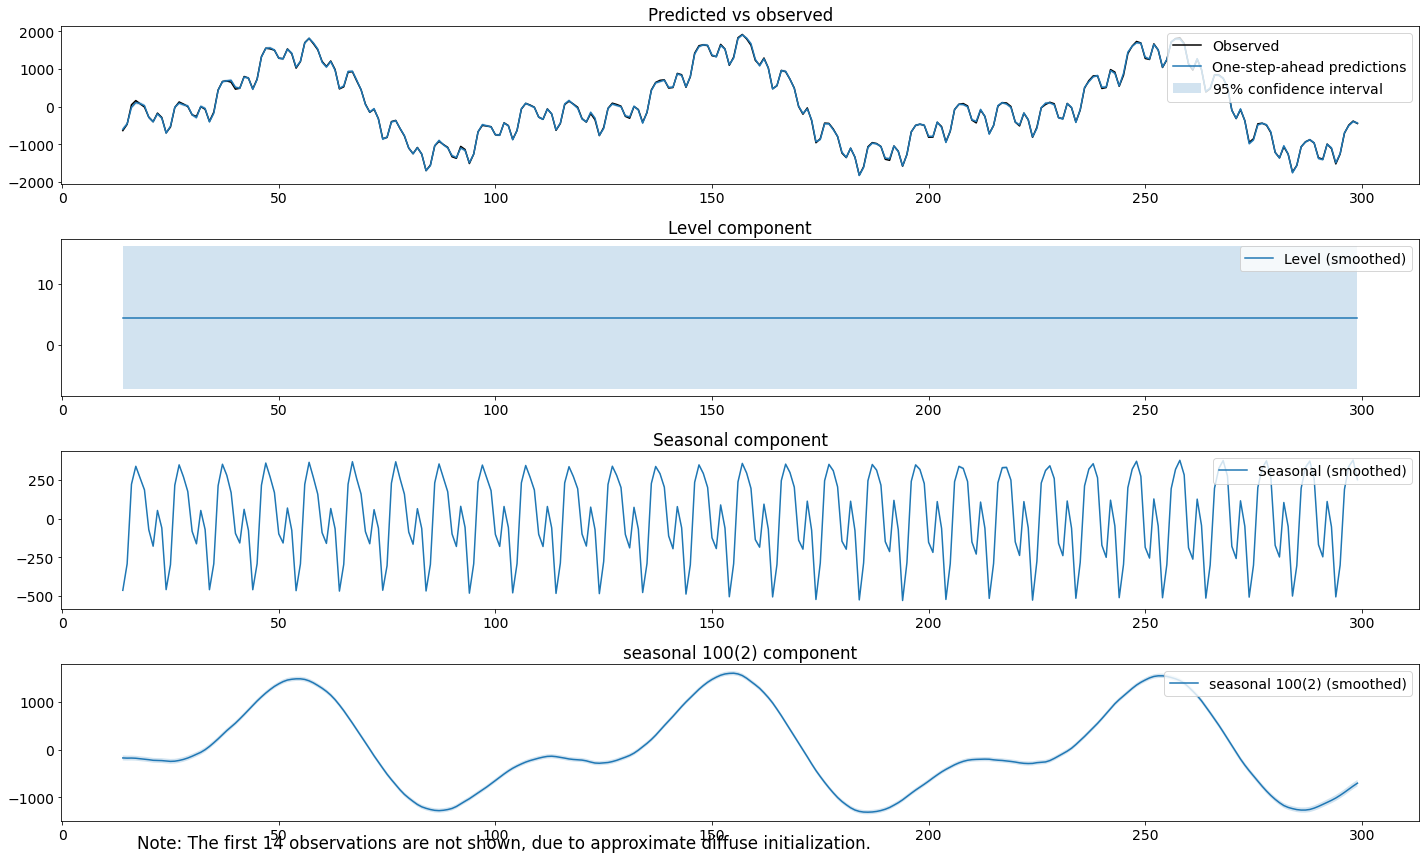 Predicted vs observed
2000
1000
0
−1000
−2000
Observed
One-step-ahead predictions
95% confidence interval
0 50 100 150 200 250 300
Level component
10
0
Level (smoothed)
0 50 100 150 200 250 300
Seasonal component
250
0
−250
−500
Seasonal (smoothed)
0 50 100 150 200 250 300
seasonal 100(2) component
1000
0
−1000
seasonal 100(2) (smoothed)
0 50 100 150 200 250 300
Note: The first 14 observations are not shown, due to approximate diffuse initialization.